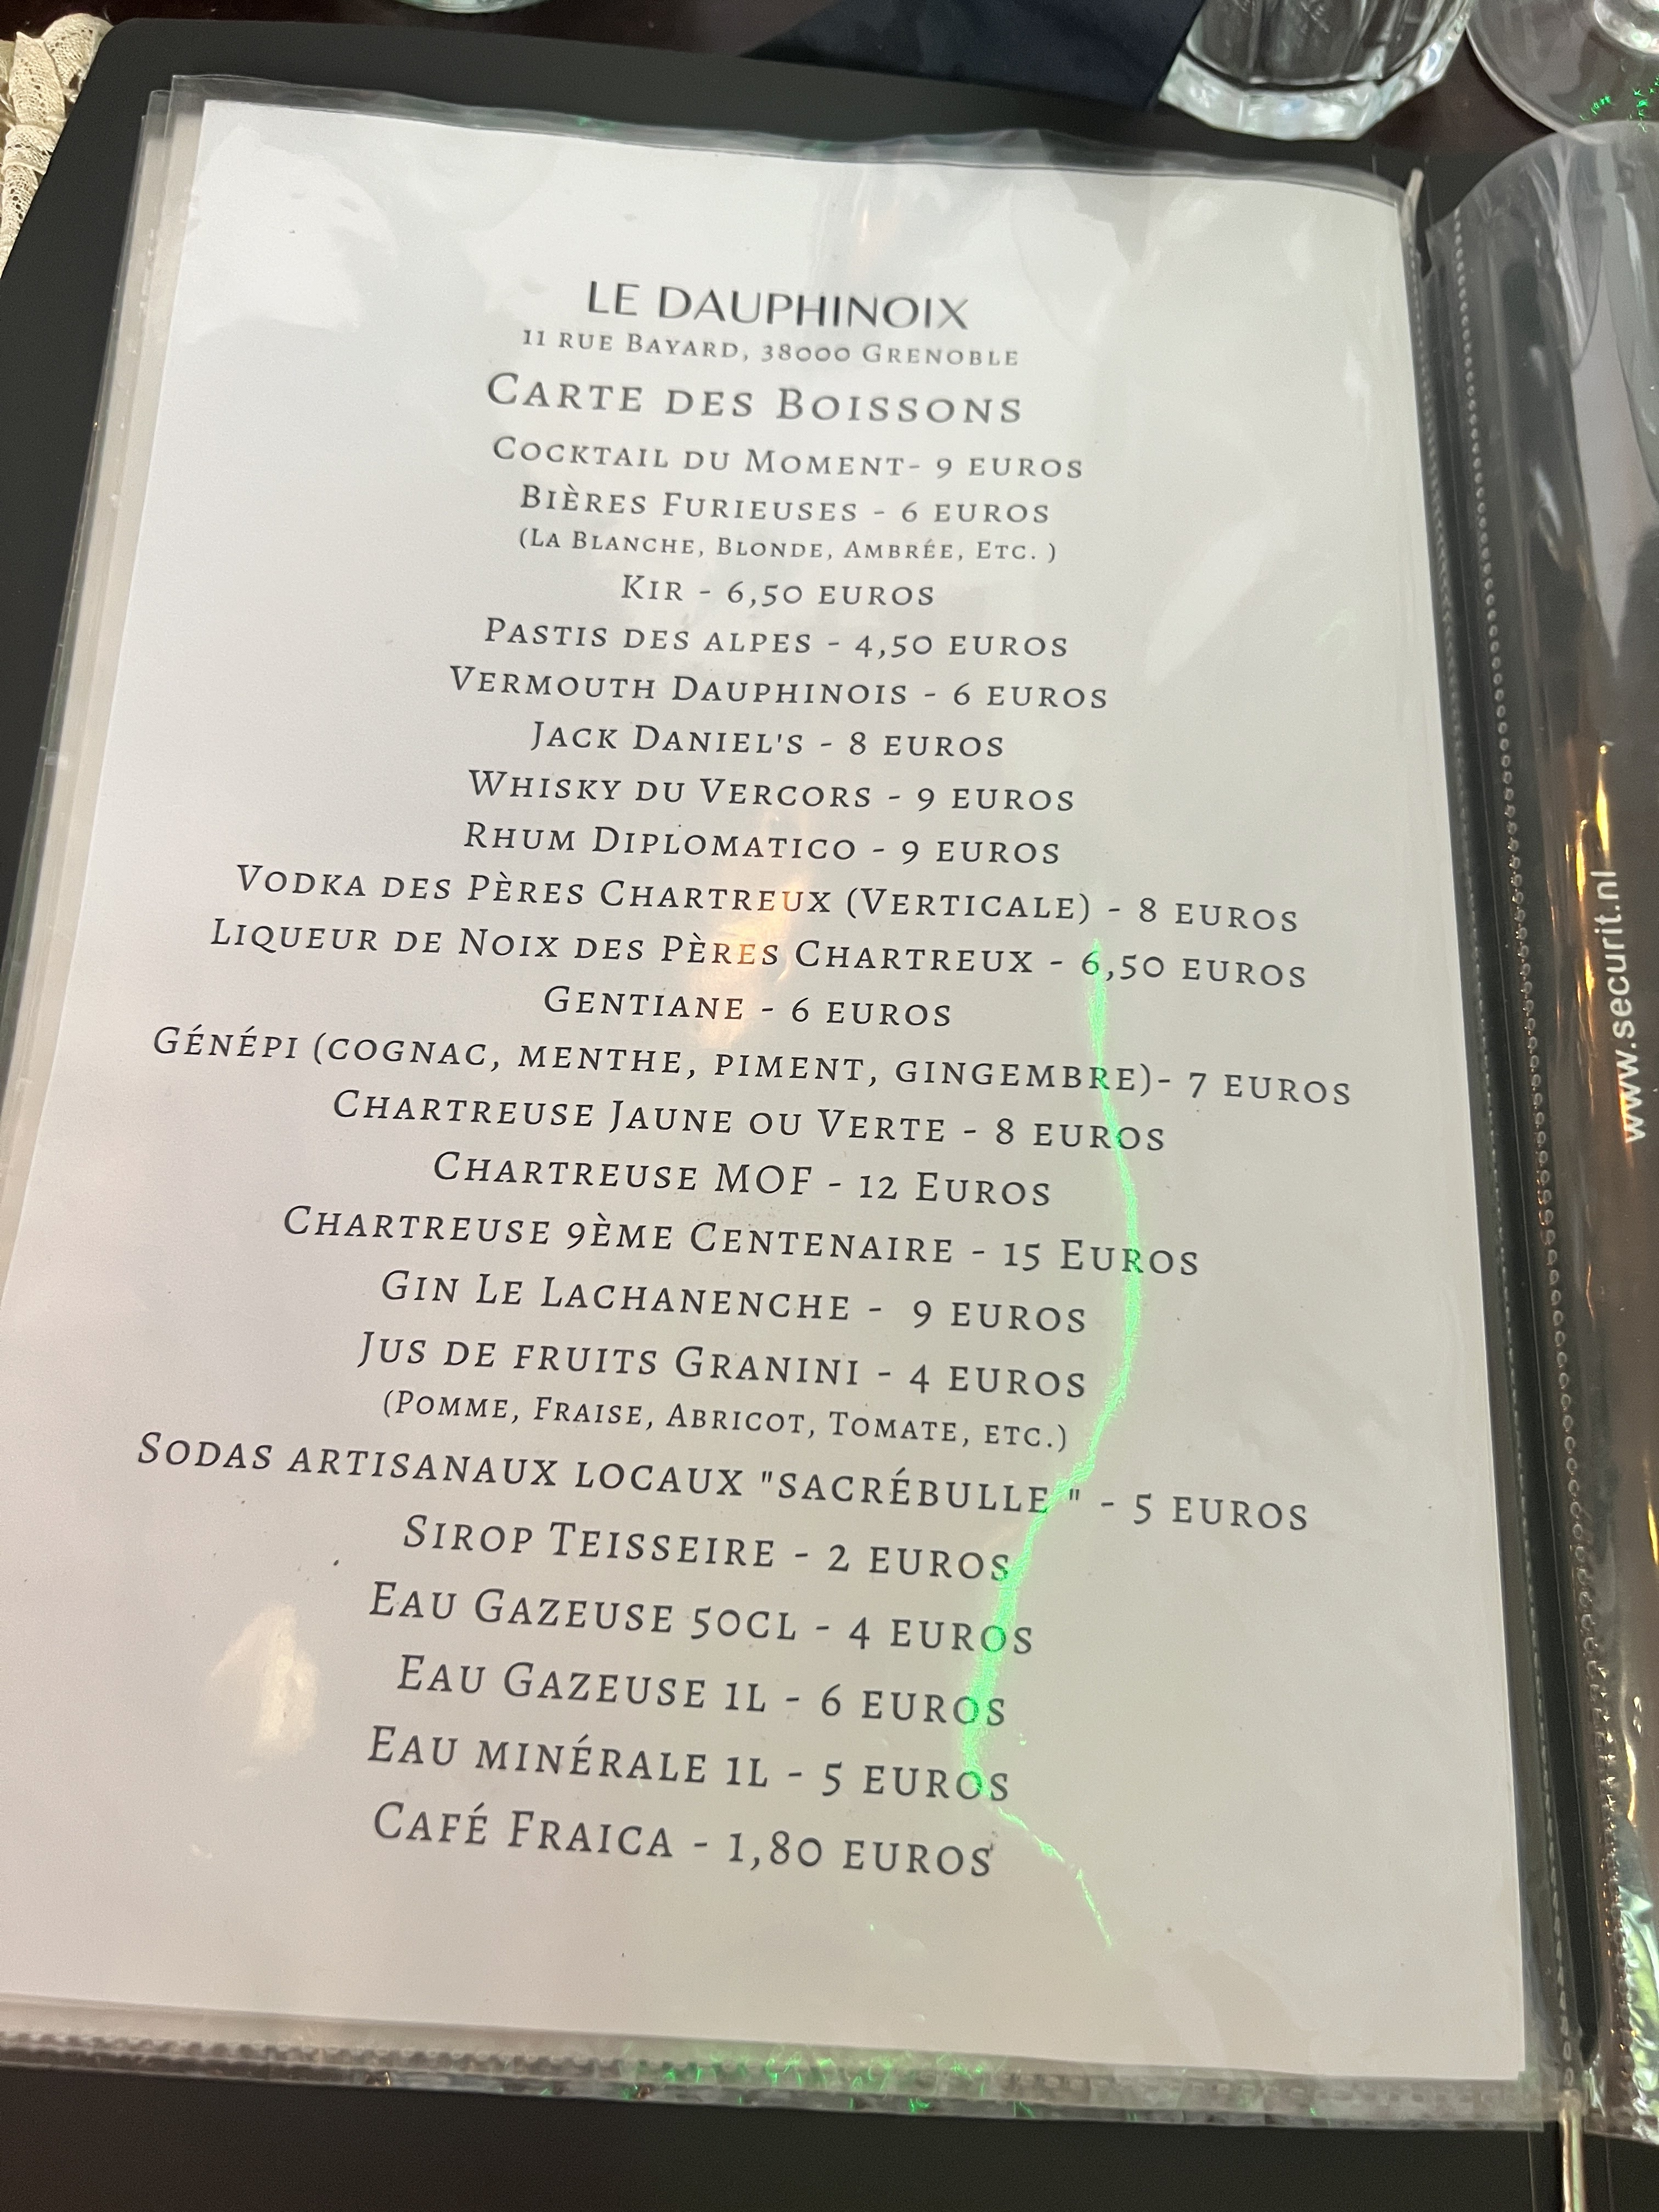 LE DAUPHINOIX
11 RUE BAYARD, 38000 GRENOBLE
CARTE DES BOISSONS
COCKTAIL DU MOMENT- 9 EUROS
BIÈRES FURIEUSES - 6 EUROS
(LA BLANCHE, BLONDE, AMBRÉE, ETC. )
KIR - 6,50 EUROS
PASTIS DES ALPES - 4,50 EUROS
VERMOUTH DAUPHINOIS - 6 EUROS
JACK DANIEL'S - 8 EUROS
WHISKY DU VERCORS - 9 EUROS
RHUM DIPLOMATICO - 9 EUROS
VODKA DES PÈRES CHARTREUX (VERTICALE) - 8 EUROS
LIQUEUR DE NOIX DES PÈRES CHARTREUX - 6,50 EUROS
GENTIANE - 6 EUROS
GÉNÉPI (COGNAC, MENTHE, PIMENT, GINGEMBRE)- 7 EUROS
CHARTREUSE JAUNE OU VERTE - 8 EUROS
CHARTREUSE MOF - 12 EUROS
CHARTREUSE 9ÈME CENTENAIRE - 15 EUROS
GIN LE LACHANENCHE - 9 EUROS
JUS DE FRUITS GRANINI - 4 EUROS
(POMME, FRAISE, ABRICOT, TOMATE, ETC.)
SODAS ARTISANAUX LOCAUX "SACRÉBULLE " - 5 EUROS
SIROP TEISSEIRE - 2 EUROS
EAU GAZEUSE 50CL - 4 EUROS
EAU GAZEUSE 1L - 6 EUROS
EAU MINÉRALE 1L - 5 EUROS
CAFÉ FRAICA - 1,80 EUROS
www.securit.nl